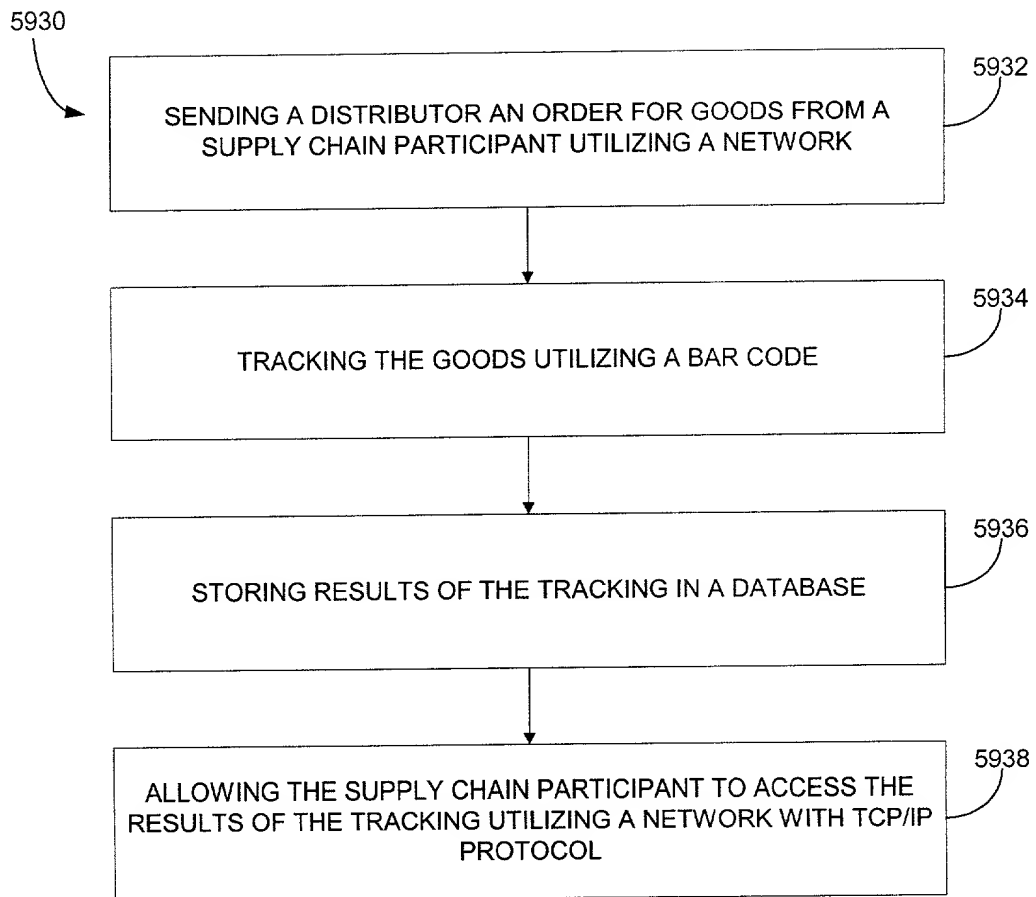 5930
5932
SENDING A DISTRIBUTOR AN ORDER FOR GOODS FROM A
SUPPLY CHAIN PARTICIPANT UTILIZING A NETWORK
5934
TRACKING THE GOODS UTILIZING A BAR CODE
5936
STORING RESULTS OF THE TRACKING IN A DATABASE
5938
ALLOWING THE SUPPLY CHAIN PARTICIPANT TO ACCESS THE
RESULTS OF THE TRACKING UTILIZING A NETWORK WITH TCP/IP
PROTOCOL